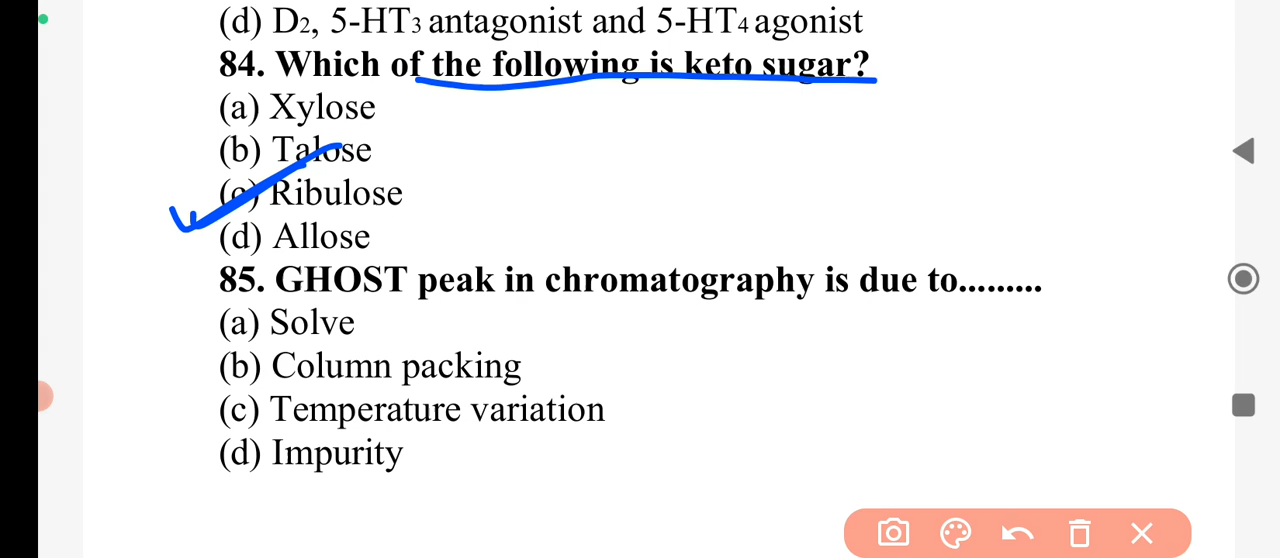 (d) D2, 5-HT3 antagonist and 5-HT4 agonist
84. Which of the following is keto sugar?
(a) Xylose
(b) Talose
(c) Ribulose
(d) Allose
85. GHOST peak in chromatography is due to.........
(a) Solve
(b) Column packing
(c) Temperature variation
(d) Impurity